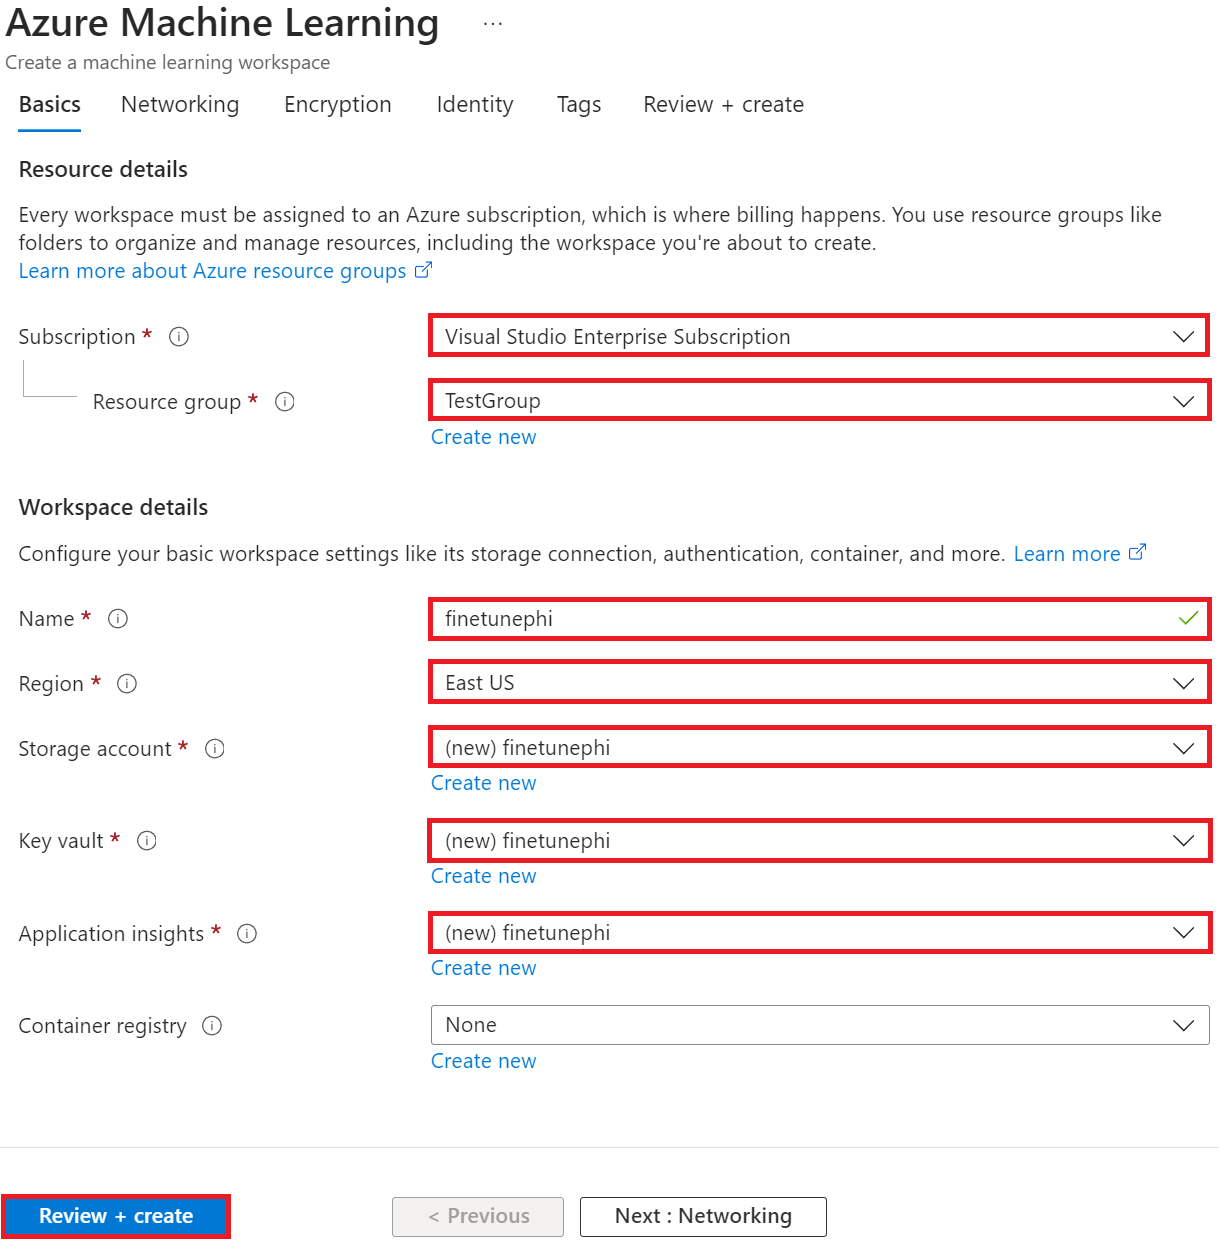 Azure Machine Learning ...
Create a machine learning workspace
Basics Networking Encryption Identity Tags Review + create
Resource details
Every workspace must be assigned to an Azure subscription, which is where billing happens. You use resource groups like
folders to organize and manage resources, including the workspace you're about to create.
Learn more about Azure resource groups
Subscription * Visual Studio Enterprise Subscription
Resource group * TestGroup
Create new
Workspace details
Configure your basic workspace settings like its storage connection, authentication, container, and more. Learn more
Name * finetunephi
Region * East US
Storage account * (new) finetunephi
Create new
Key vault * (new) finetunephi
Create new
Application insights * (new) finetunephi
Create new
Container registry None
Create new
Review + create < Previous Next : Networking